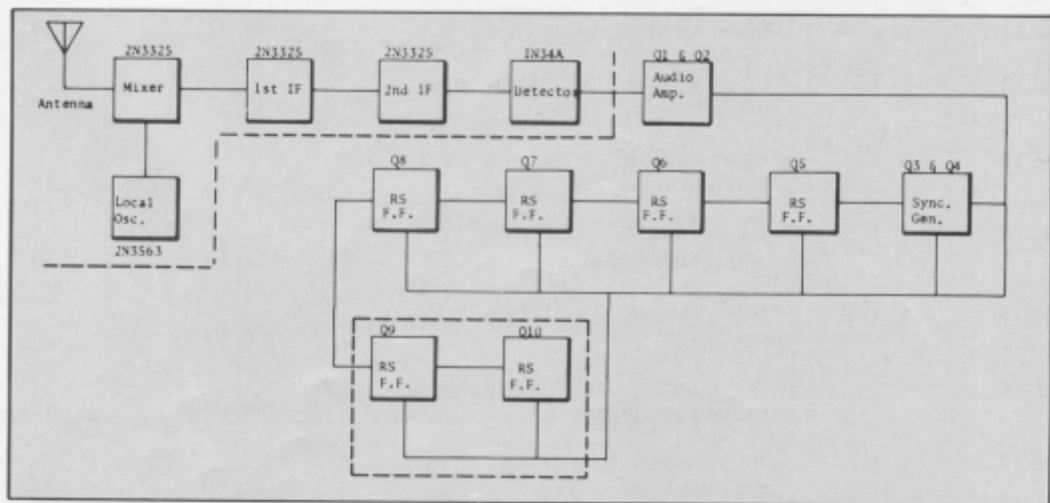 2N3325
2N3325
2N3325
IN34A
Q1 & Q2
Antenna
Mixer
1st IF
2nd IF
Detector
Audio
Amp.
Local
Osc.
2N3563
Q8
Q7
Q6
Q5
Q3 & Q4
RS
F.F.
RS
F.F.
RS
F.F.
RS
F.F.
Sync.
Gen.
Q9
Q10
RS
F.F.
RS
F.F.